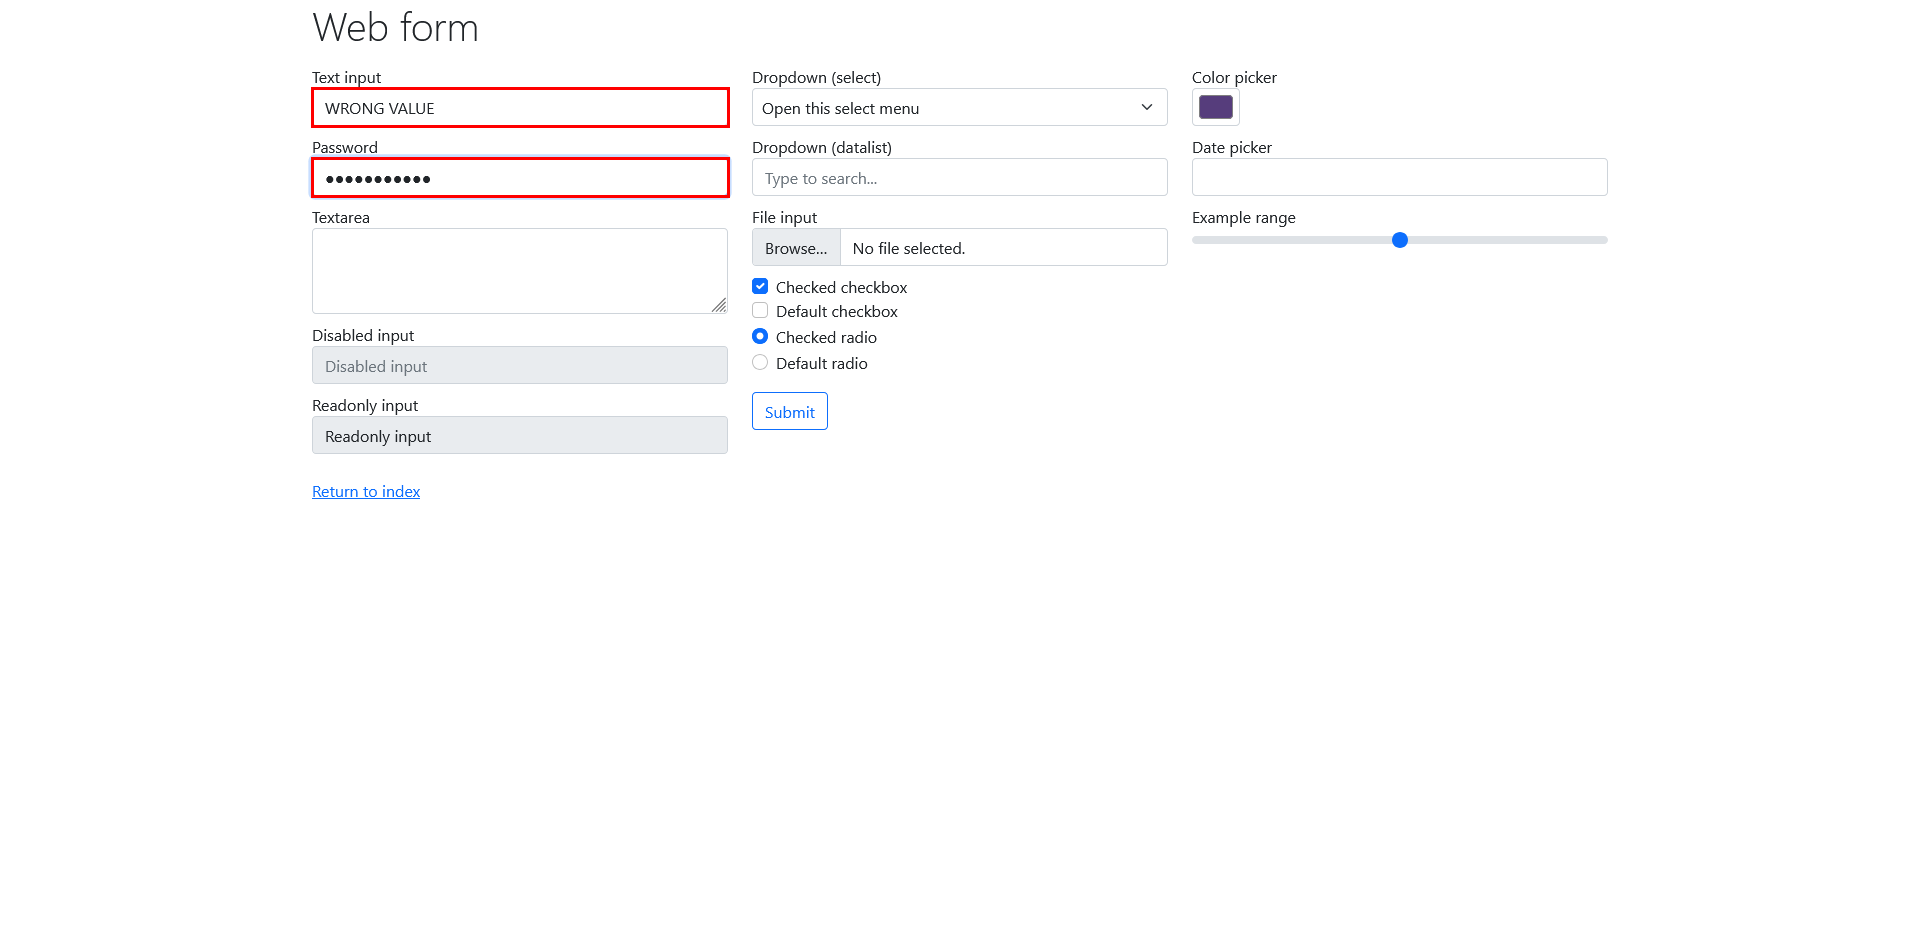 Web form
Text input
WRONG VALUE
Password
●●●●●●●●●●●
Textarea
Disabled input
Disabled input
Readonly input
Readonly input
Return to index
Dropdown (select)
Open this select menu
Dropdown (datalist)
Type to search...
File input
Browse... No file selected.
Checked checkbox
Default checkbox
Checked radio
Default radio
Submit
Color picker
Date picker
Example range